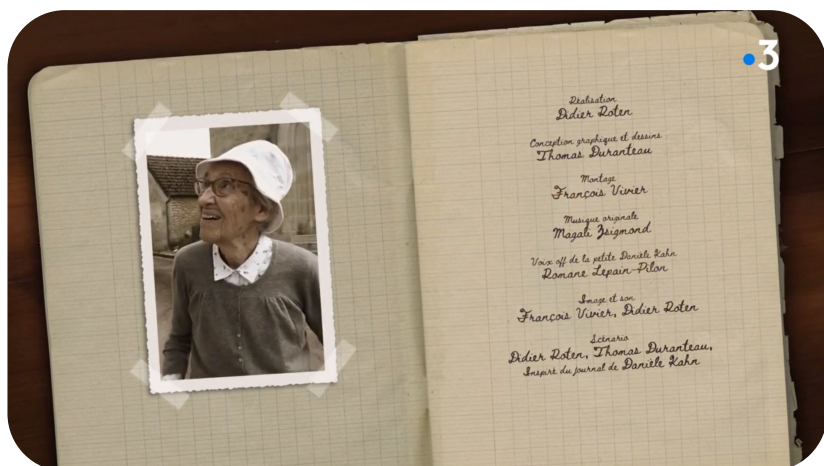 3
Réalisation
Didier Roten
Conception graphique et dessins
Thomas Duranteau
Montage
François Vivier
Musique originale
Magali Zsigmond
Voix off de la petite Danièle Kahn
Romane Lepain-Pilon
Image et son
François Vivier, Didier Roten
Scénario
Didier Roten, Thomas Duranteau,
Inspiré du journal de Danièle Kahn